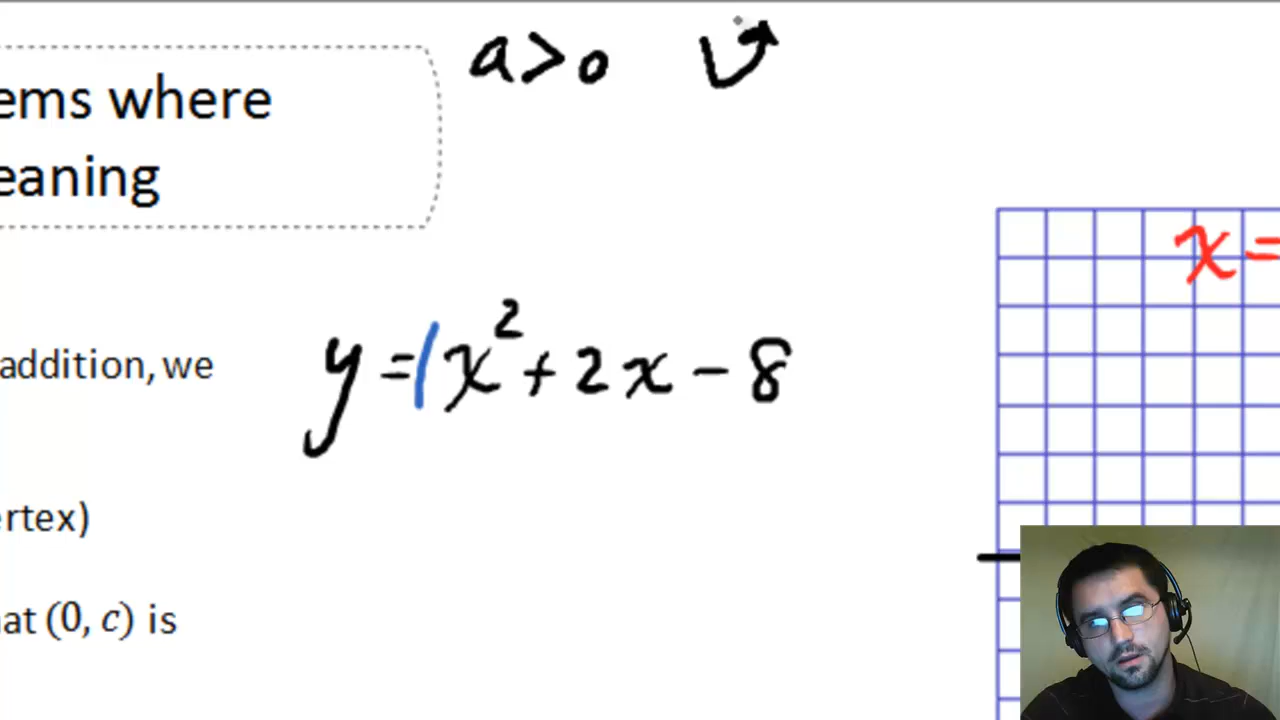 a>0
ems where
eaning
x=
y=1x²+2x-8
addition, we
ertex)
at (0, c) is